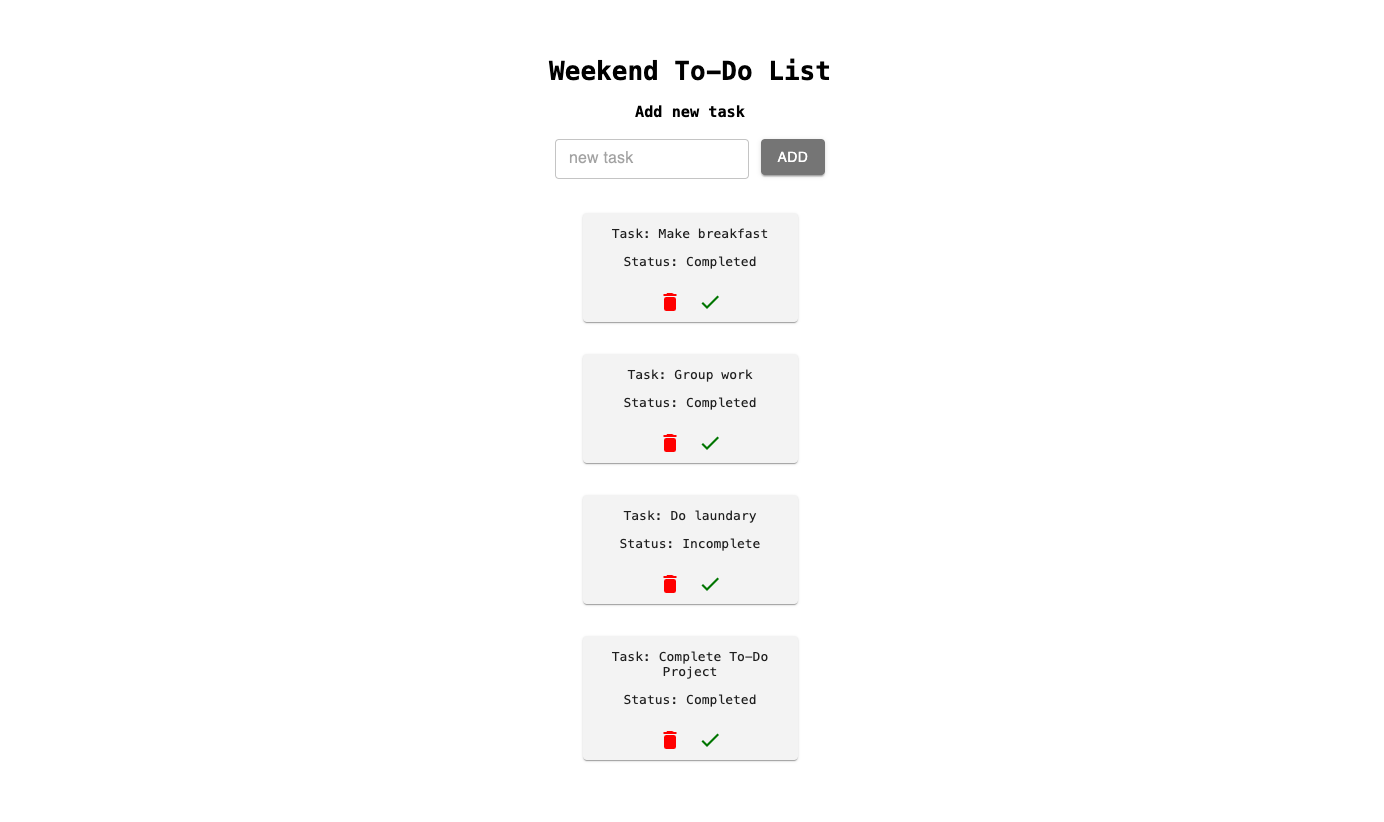 Weekend To-Do List
Add new task
new task
ADD
Task: Make breakfast
Status: Completed
Task: Group work
Status: Completed
Task: Do laundary
Status: Incomplete
Task: Complete To-Do
Project
Status: Completed